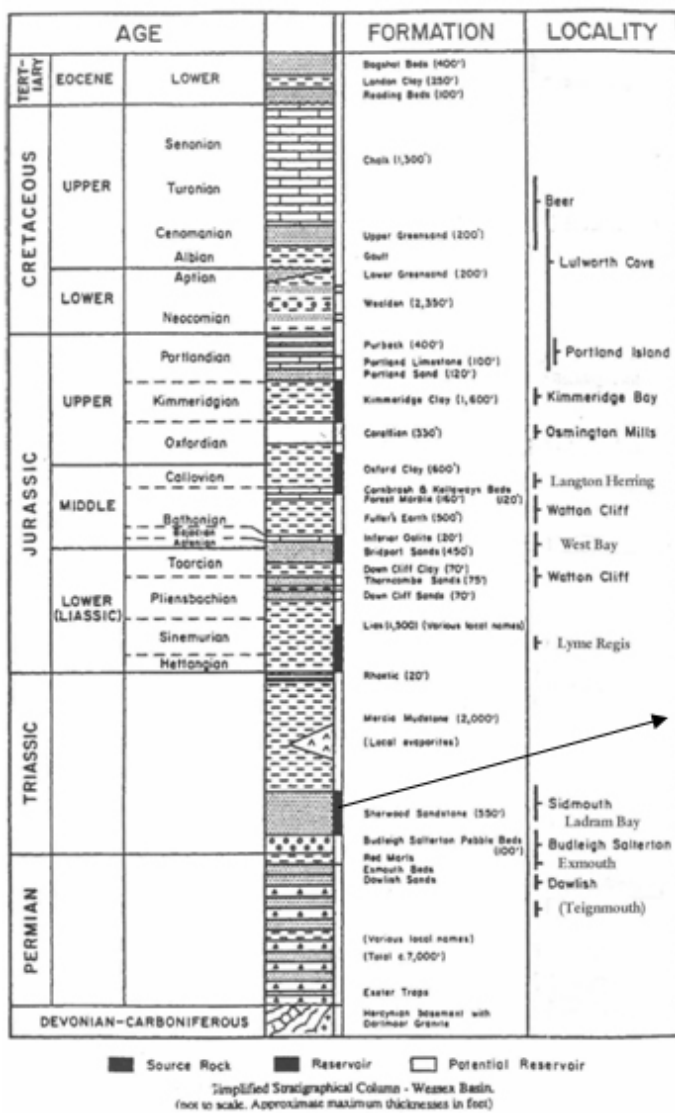 AGE FORMATION LOCALITY
TERTIARY EOCENE LOWER
Bagshot Beds (400')
London Clay (250')
Reading Beds (100')
CRETACEOUS
UPPER
Senonian
Chalk (1,300')
Turonian
Beer
Cenomanian
Upper Greensand (200')
Albian
Gault
Lulworth Cove
LOWER
Aptian
Lower Greensand (200')
Wealden (2,350')
Neocomian
JURASSIC
UPPER
Portlandian
Purbeck (400')
Portland Limestone (100')
Portland Island
Portland Sand (120')
Kimmeridgian
Kimmeridge Clay (1,600')
Kimmeridge Bay
Oxfordian
Corallian (330')
Osmington Mills
MIDDLE
Callovian
Oxford Clay (600')
Langton Herring
Cornbrash & Kellaways Beds
(120')
Forest Marble (160')
Bathonian
Fuller's Earth (500')
Watton Cliff
Bajocian
Aalenian
Inferior Oolite (20')
West Bay
Bridport Sands (450')
LOWER
(LIASSIC)
Toarcian
Down Cliff Clay (70')
Thorncombe Sands (75')
Watton Cliff
Pliensbachian
Down Cliff Sands (70')
Sinemurian
Lias (1,500) (Various local names)
Lyme Regis
Hettangian
Rhaetic (20')
TRIASSIC
Mercia Mudstone (2,000')
(Local evaporites)
Sherwood Sandstone (550')
Sidmouth
Ladram Bay
Budleigh Salterton Pebble Beds
(100')
Budleigh Salterton
PERMIAN
Red Marls
Exmouth Beds
Exmouth
Dawlish Sands
Dawlish
(Teignmouth)
(Various local names)
(Total c.7,000')
Exeter Traps
DEVONIAN-CARBONIFEROUS
Hercynian basement with
Dartmoor Granite
Source Rock Reservoir Potential Reservoir
Simplified Stratigraphical Column - Wessex Basin.
(not to scale. Approximate maximum thicknesses in feet)